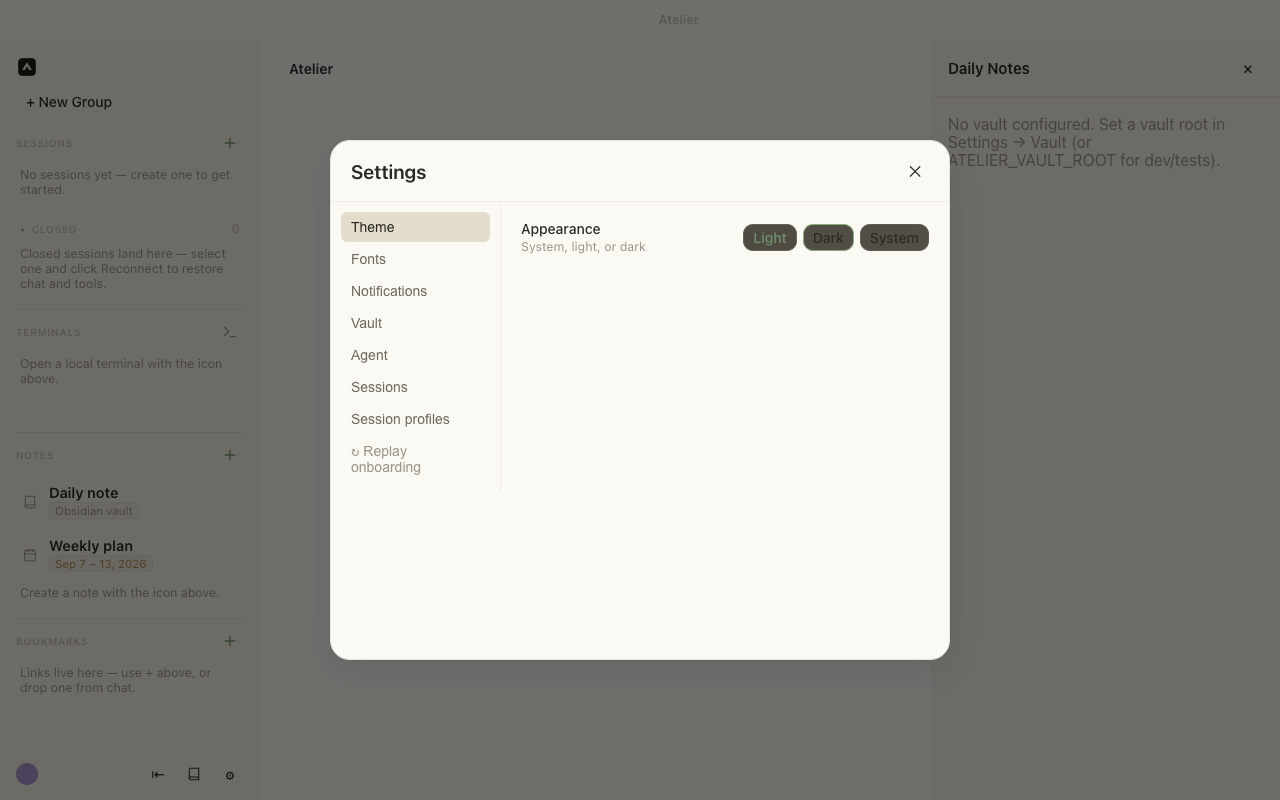 Atelier
+ New Group
SESSIONS
No sessions yet — create one to get
started.
• CLOSED 0
Closed sessions land here — select
one and click Reconnect to restore
chat and tools.
TERMINALS
Open a local terminal with the icon
above.
NOTES
Daily note
Obsidian vault
Weekly plan
Sep 7 – 13, 2026
Create a note with the icon above.
BOOKMARKS
Links live here — use + above, or
drop one from chat.
Atelier
Settings
Theme
Fonts
Notifications
Vault
Agent
Sessions
Session profiles
↻ Replay
onboarding
Appearance
System, light, or dark
Light Dark System
Daily Notes
No vault configured. Set a vault root in
Settings → Vault (or
ATELIER_VAULT_ROOT for dev/tests).